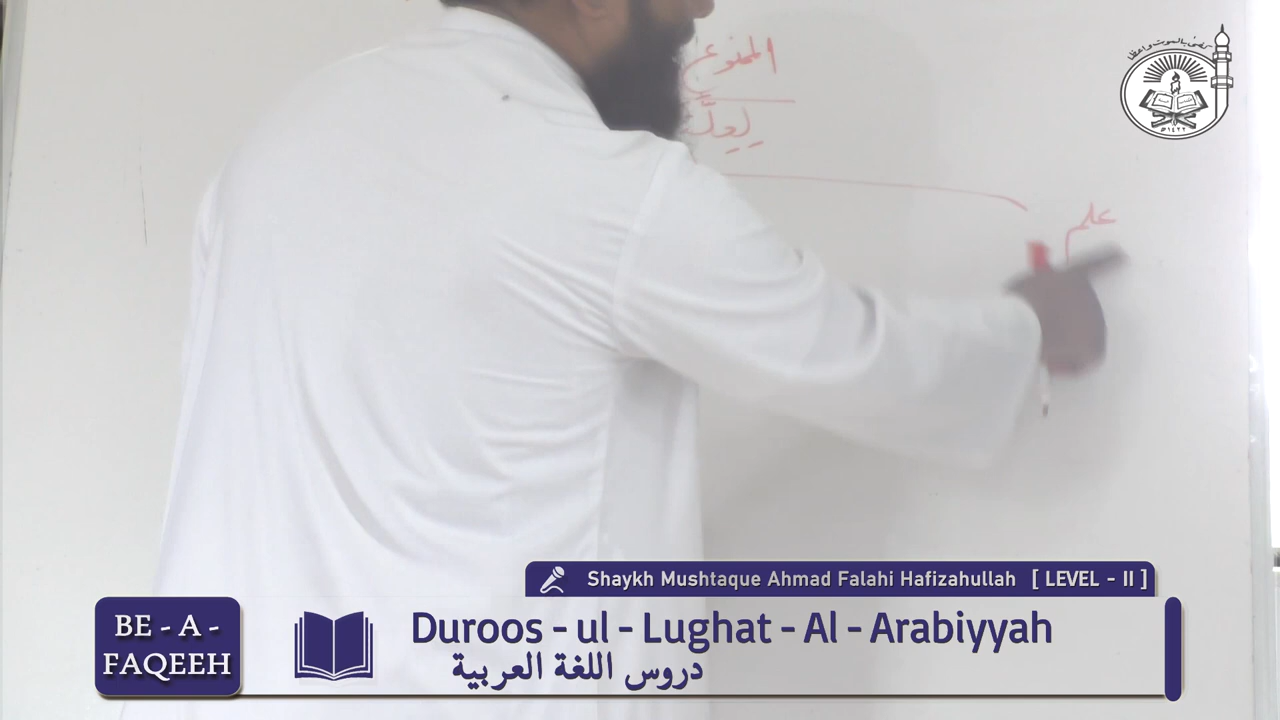 الممنوع
لِعِلَّ
علم
١٤٢٢
Shaykh Mushtaque Ahmad Falahi Hafizahullah [ LEVEL - II ]
BE - A -
FAQEEH
Duroos - ul - Lughat - Al - Arabiyyah
دروس اللغة العربية